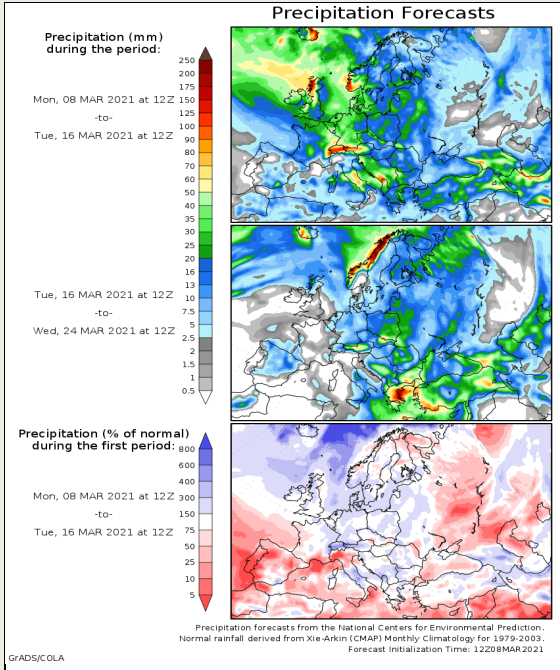 Precipitation Forecasts
Precipitation (mm)
during the period:
Mon, 08 MAR 2021 at 12Z
-to-
Tue, 16 MAR 2021 at 12Z
250
200
175
150
125
100
90
80
70
60
50
40
35
30
25
20
16
13
10
7.5
5
2.5
2
1.5
1
0.5
Tue, 16 MAR 2021 at 12Z
-to-
Wed, 24 MAR 2021 at 12Z
Precipitation (% of normal)
during the first period:
Mon, 08 MAR 2021 at 12Z
-to-
Tue, 16 MAR 2021 at 12Z
800
600
400
300
150
75
50
25
10
5
Precipitation forecasts from the National Centers for Environmental Prediction.
Normal rainfall derived from Xie-Arkin (CMAP) Monthly Climatology for 1979-2003.
Forecast Initialization Time: 12Z08MAR2021
GrADS/COLA